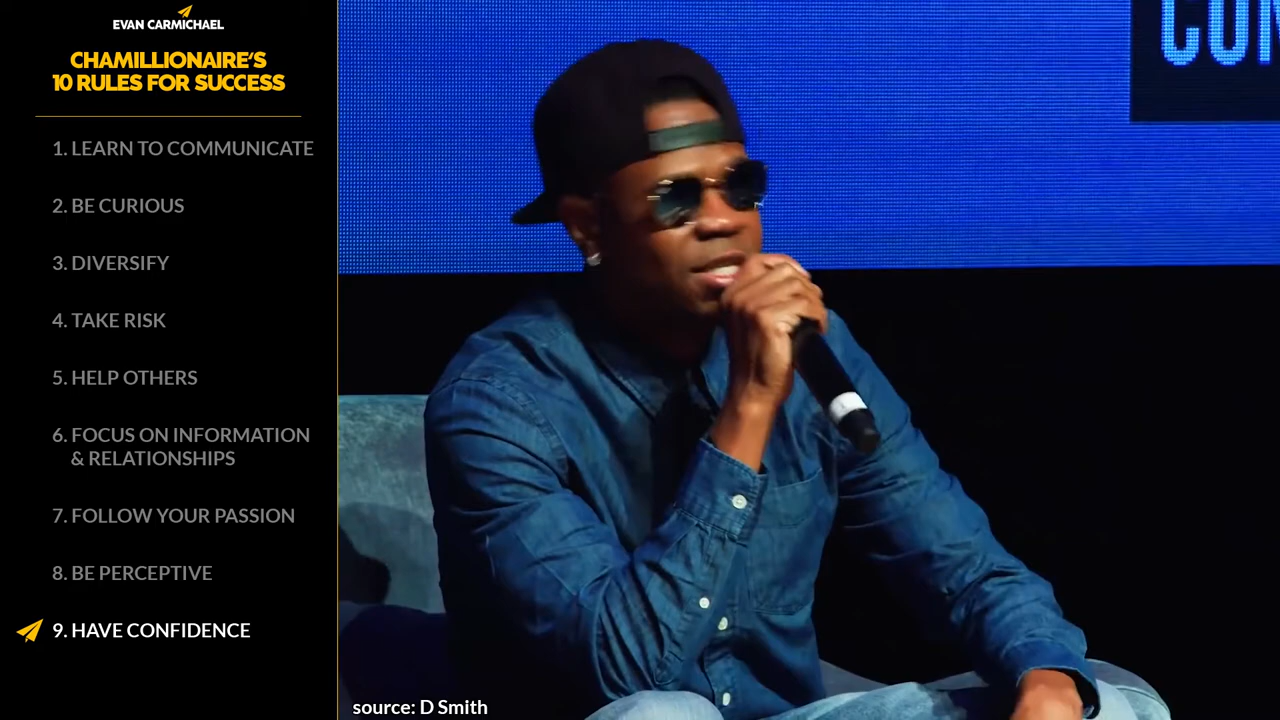 EVAN CARMICHAEL
CHAMILLIONAIRE'S
10 RULES FOR SUCCESS
1. LEARN TO COMMUNICATE
2. BE CURIOUS
3. DIVERSIFY
4. TAKE RISK
5. HELP OTHERS
6. FOCUS ON INFORMATION
& RELATIONSHIPS
7. FOLLOW YOUR PASSION
8. BE PERCEPTIVE
9. HAVE CONFIDENCE
source: D Smith